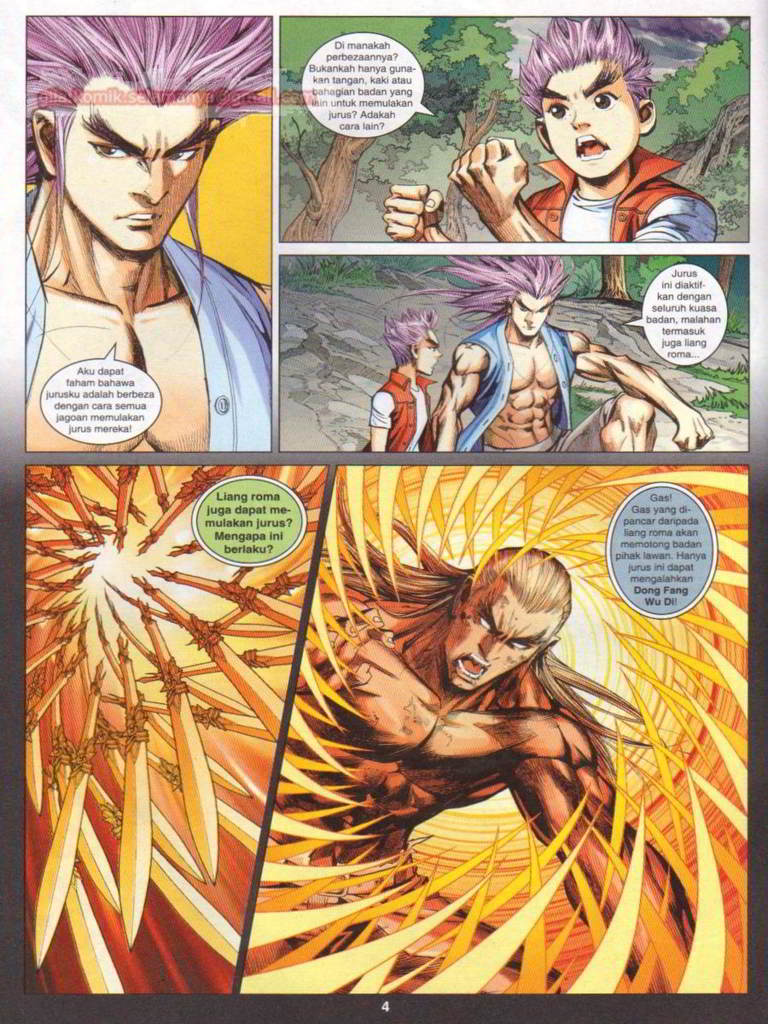 Aku dapat
faham bahawa
jurusku adalah berbeza
dengan cara semua
jagoan memulakan
jurus mereka!
Di manakah
perbezaannya?
Bukankah hanya guna-
kan tangan, kaki atau
bahagian badan yang
lain untuk memulakan
jurus? Adakah
cara lain?
Jurus
ini diaktif-
kan dengan
seluruh kuasa
badan, malahan
termasuk
juga liang
roma...
Liang roma
juga dapat me-
mulakan jurus?
Mengapa ini
berlaku?
Gas!
Gas yang di-
pancar daripada
liang roma akan
memotong badan
pihak lawan. Hanya
jurus ini dapat
mengalahkan
Dong Fang
Wu Di!
4